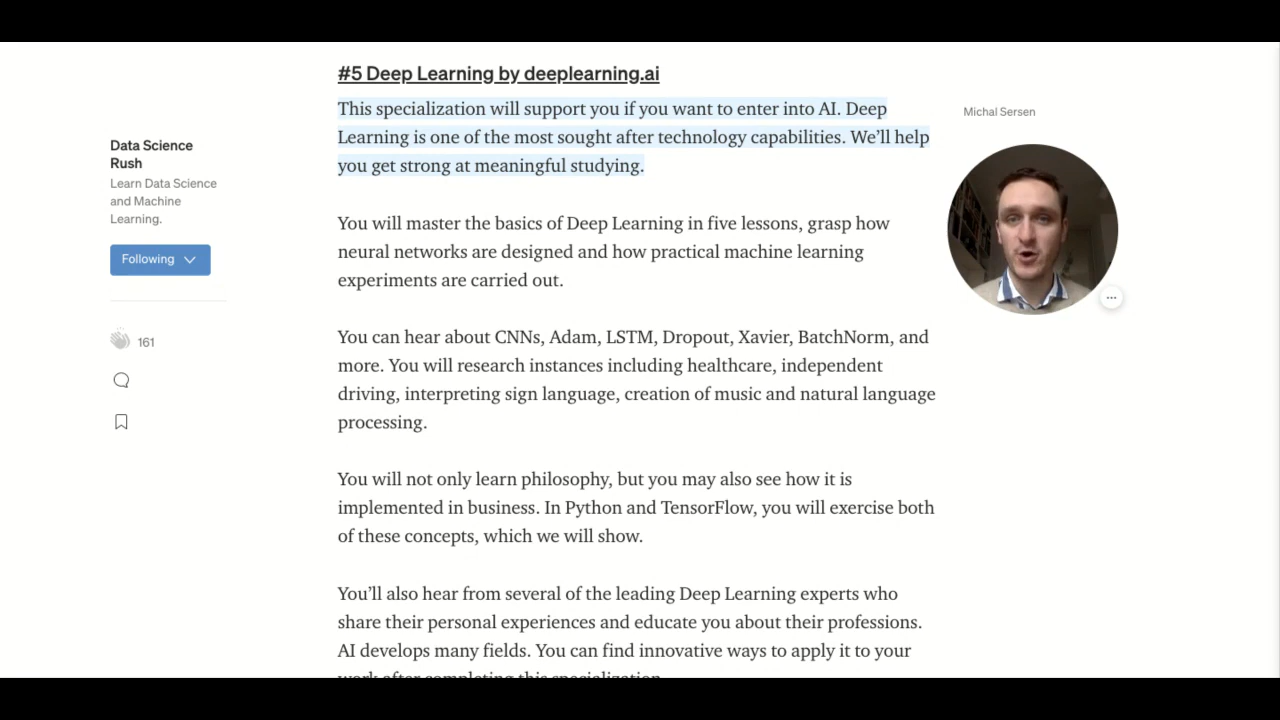 #5 Deep Learning by deeplearning.ai
This specialization will support you if you want to enter into AI. Deep
Learning is one of the most sought after technology capabilities. We’ll help
you get strong at meaningful studying.
You will master the basics of Deep Learning in five lessons, grasp how
neural networks are designed and how practical machine learning
experiments are carried out.
You can hear about CNNs, Adam, LSTM, Dropout, Xavier, BatchNorm, and
more. You will research instances including healthcare, independent
driving, interpreting sign language, creation of music and natural language
processing.
You will not only learn philosophy, but you may also see how it is
implemented in business. In Python and TensorFlow, you will exercise both
of these concepts, which we will show.
You’ll also hear from several of the leading Deep Learning experts who
share their personal experiences and educate you about their professions.
AI develops many fields. You can find innovative ways to apply it to your
work after completing this specialization.
Data Science
Rush
Learn Data Science
and Machine
Learning.
Following
161
Michal Sersen